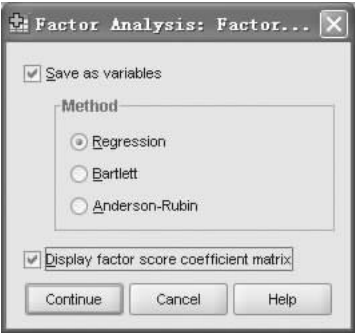 Factor Analysis: Factor...
Save as variables
Method
Regression
Bartlett
Anderson-Rubin
Display factor score coefficient matrix
Continue Cancel Help